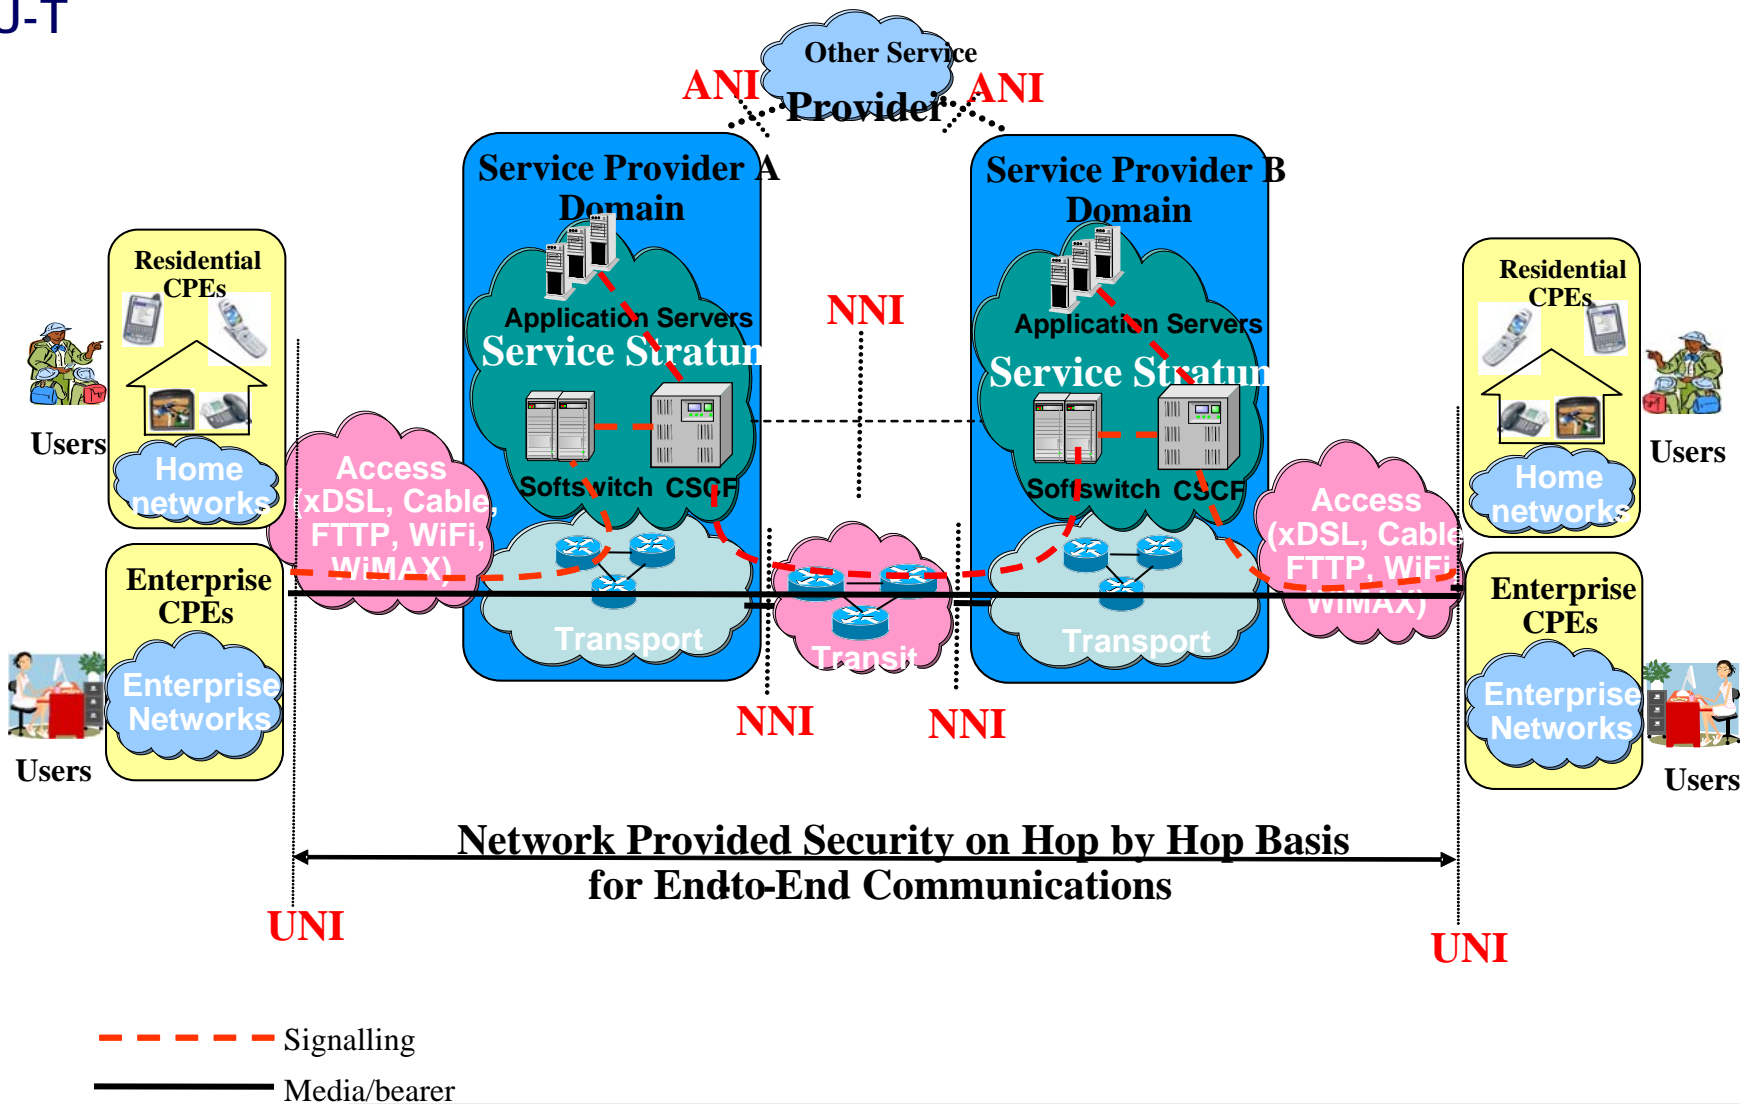 J-T
Other Service
Provider
ANI
ANI
Service Provider A
Domain
Service Provider B
Domain
Residential
CPEs
Residential
CPEs
NNI
Application Servers
Service Stratum
Application Servers
Service Stratum
Users
Users
Home
networks
Home
networks
Access
(xDSL, Cable,
FTTP, WiFi,
WiMAX)
Access
(xDSL, Cable
FTTP, WiFi
WiMAX)
Softswitch
CSCF
Softswitch
CSCF
Enterprise
CPEs
Enterprise
CPEs
Transport
Transit
Transport
Enterprise
Networks
Enterprise
Networks
NNI
NNI
Users
Users
Network Provided Security on Hop by Hop Basis
for End-to-End Communications
UNI
UNI
Signalling
Media/bearer